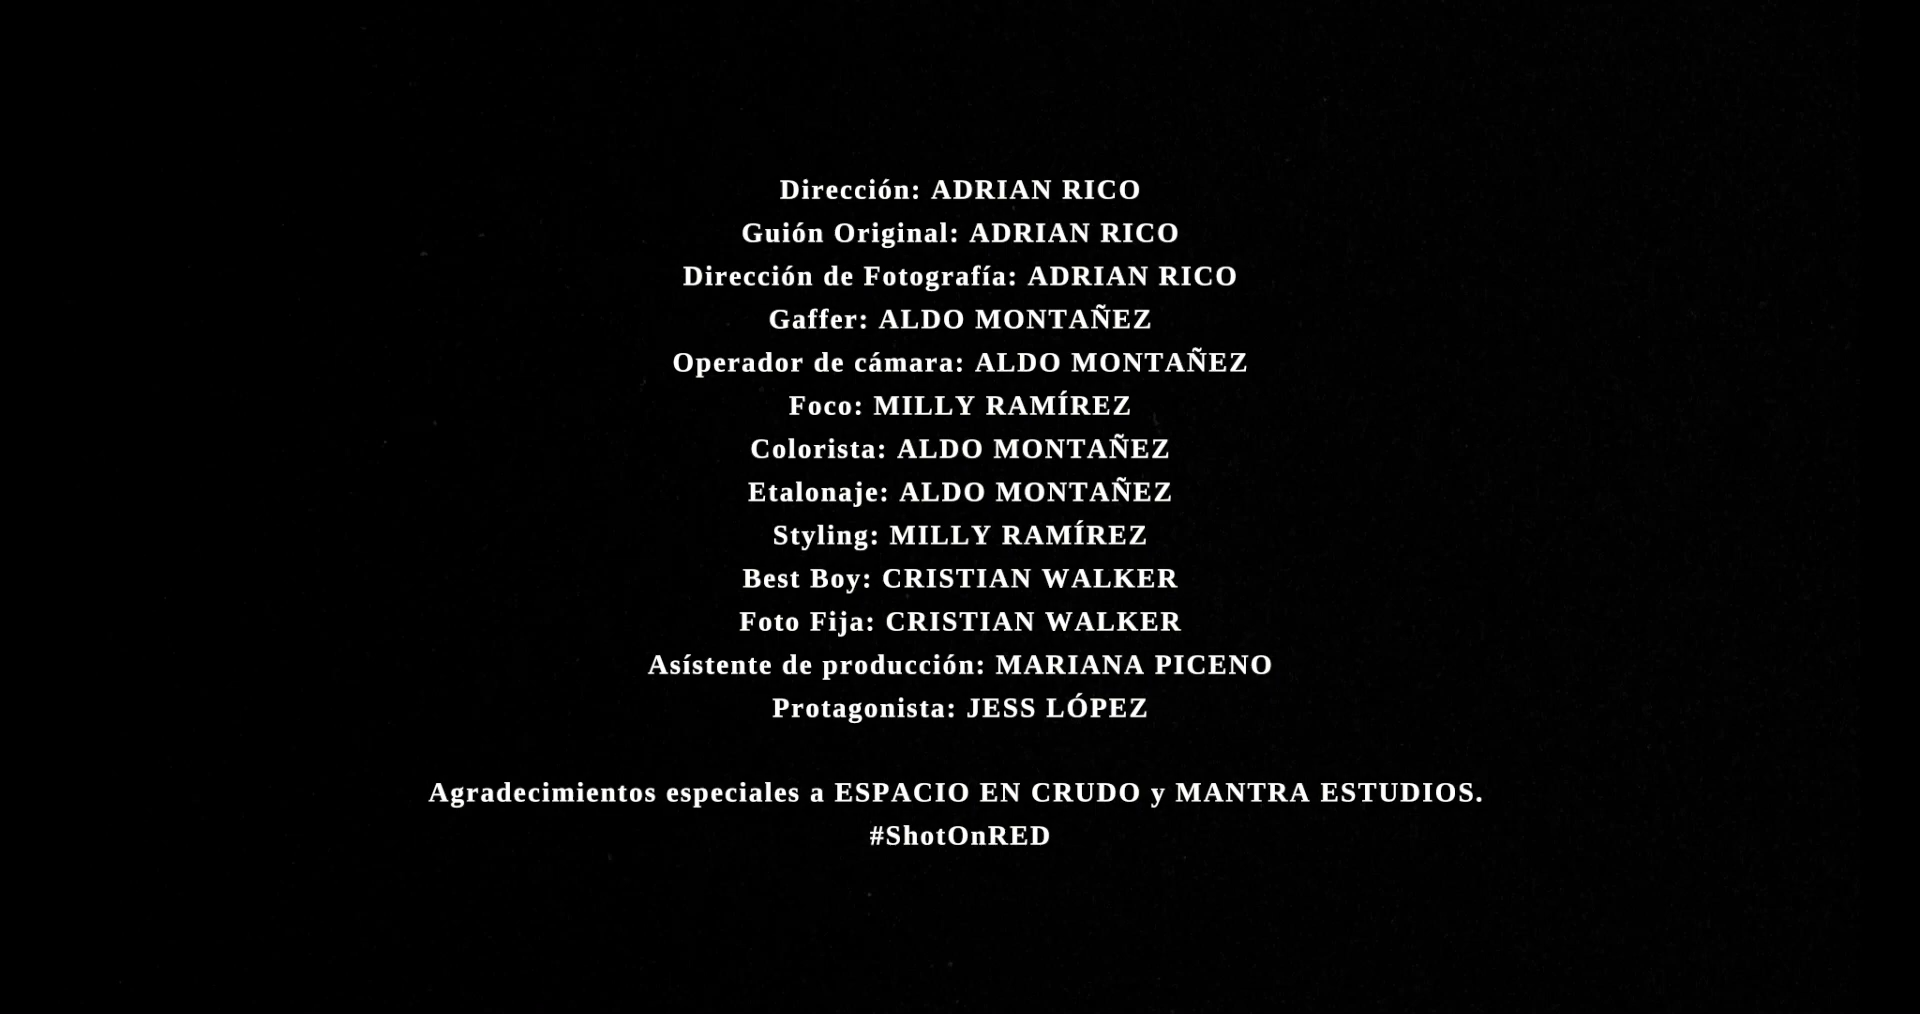 Dirección: ADRIAN RICO
Guión Original: ADRIAN RICO
Dirección de Fotografía: ADRIAN RICO
Gaffer: ALDO MONTAÑEZ
Operador de cámara: ALDO MONTAÑEZ
Foco: MILLY RAMÍREZ
Colorista: ALDO MONTAÑEZ
Etalonaje: ALDO MONTAÑEZ
Styling: MILLY RAMÍREZ
Best Boy: CRISTIAN WALKER
Foto Fija: CRISTIAN WALKER
Asístente de producción: MARIANA PICENO
Protagonista: JESS LÓPEZ
Agradecimientos especiales a ESPACIO EN CRUDO y MANTRA ESTUDIOS.
#ShotOnRED